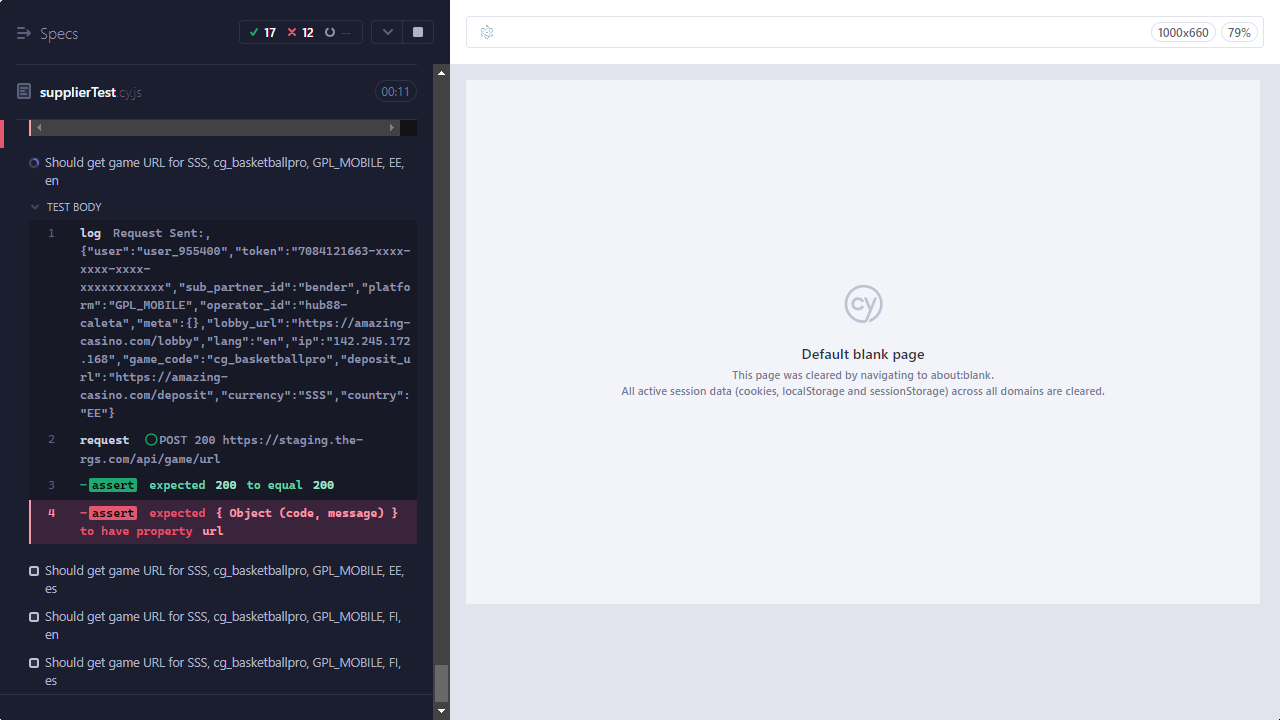 Specs
17
12
--
1000x660
79%
supplierTest.cy.js
00:11
Should get game URL for SSS, cg_basketballpro, GPL_MOBILE, EE,
en
TEST BODY
1 log Request Sent:,
{"user":"user_955400","token":"7084121663-xxxx-
xxxx-xxxx-
xxxxxxxxxxxx","sub_partner_id":"bender","platfo
rm":"GPL_MOBILE","operator_id":"hub88-
caleta","meta":{},"lobby_url":"https://amazing-
casino.com/lobby","lang":"en","ip":"142.245.172
.168","game_code":"cg_basketballpro","deposit_u
rl":"https://amazing-
casino.com/deposit","currency":"SSS","country":
"EE"}
2 request POST 200 https://staging.the-
rgs.com/api/game/url
3 -assert expected 200 to equal 200
4 -assert expected { Object (code, message) }
to have property url
Should get game URL for SSS, cg_basketballpro, GPL_MOBILE, EE,
es
Should get game URL for SSS, cg_basketballpro, GPL_MOBILE, FI,
en
Should get game URL for SSS, cg_basketballpro, GPL_MOBILE, FI,
es
cy
Default blank page
This page was cleared by navigating to about:blank.
All active session data (cookies, localStorage and sessionStorage) across all domains are cleared.